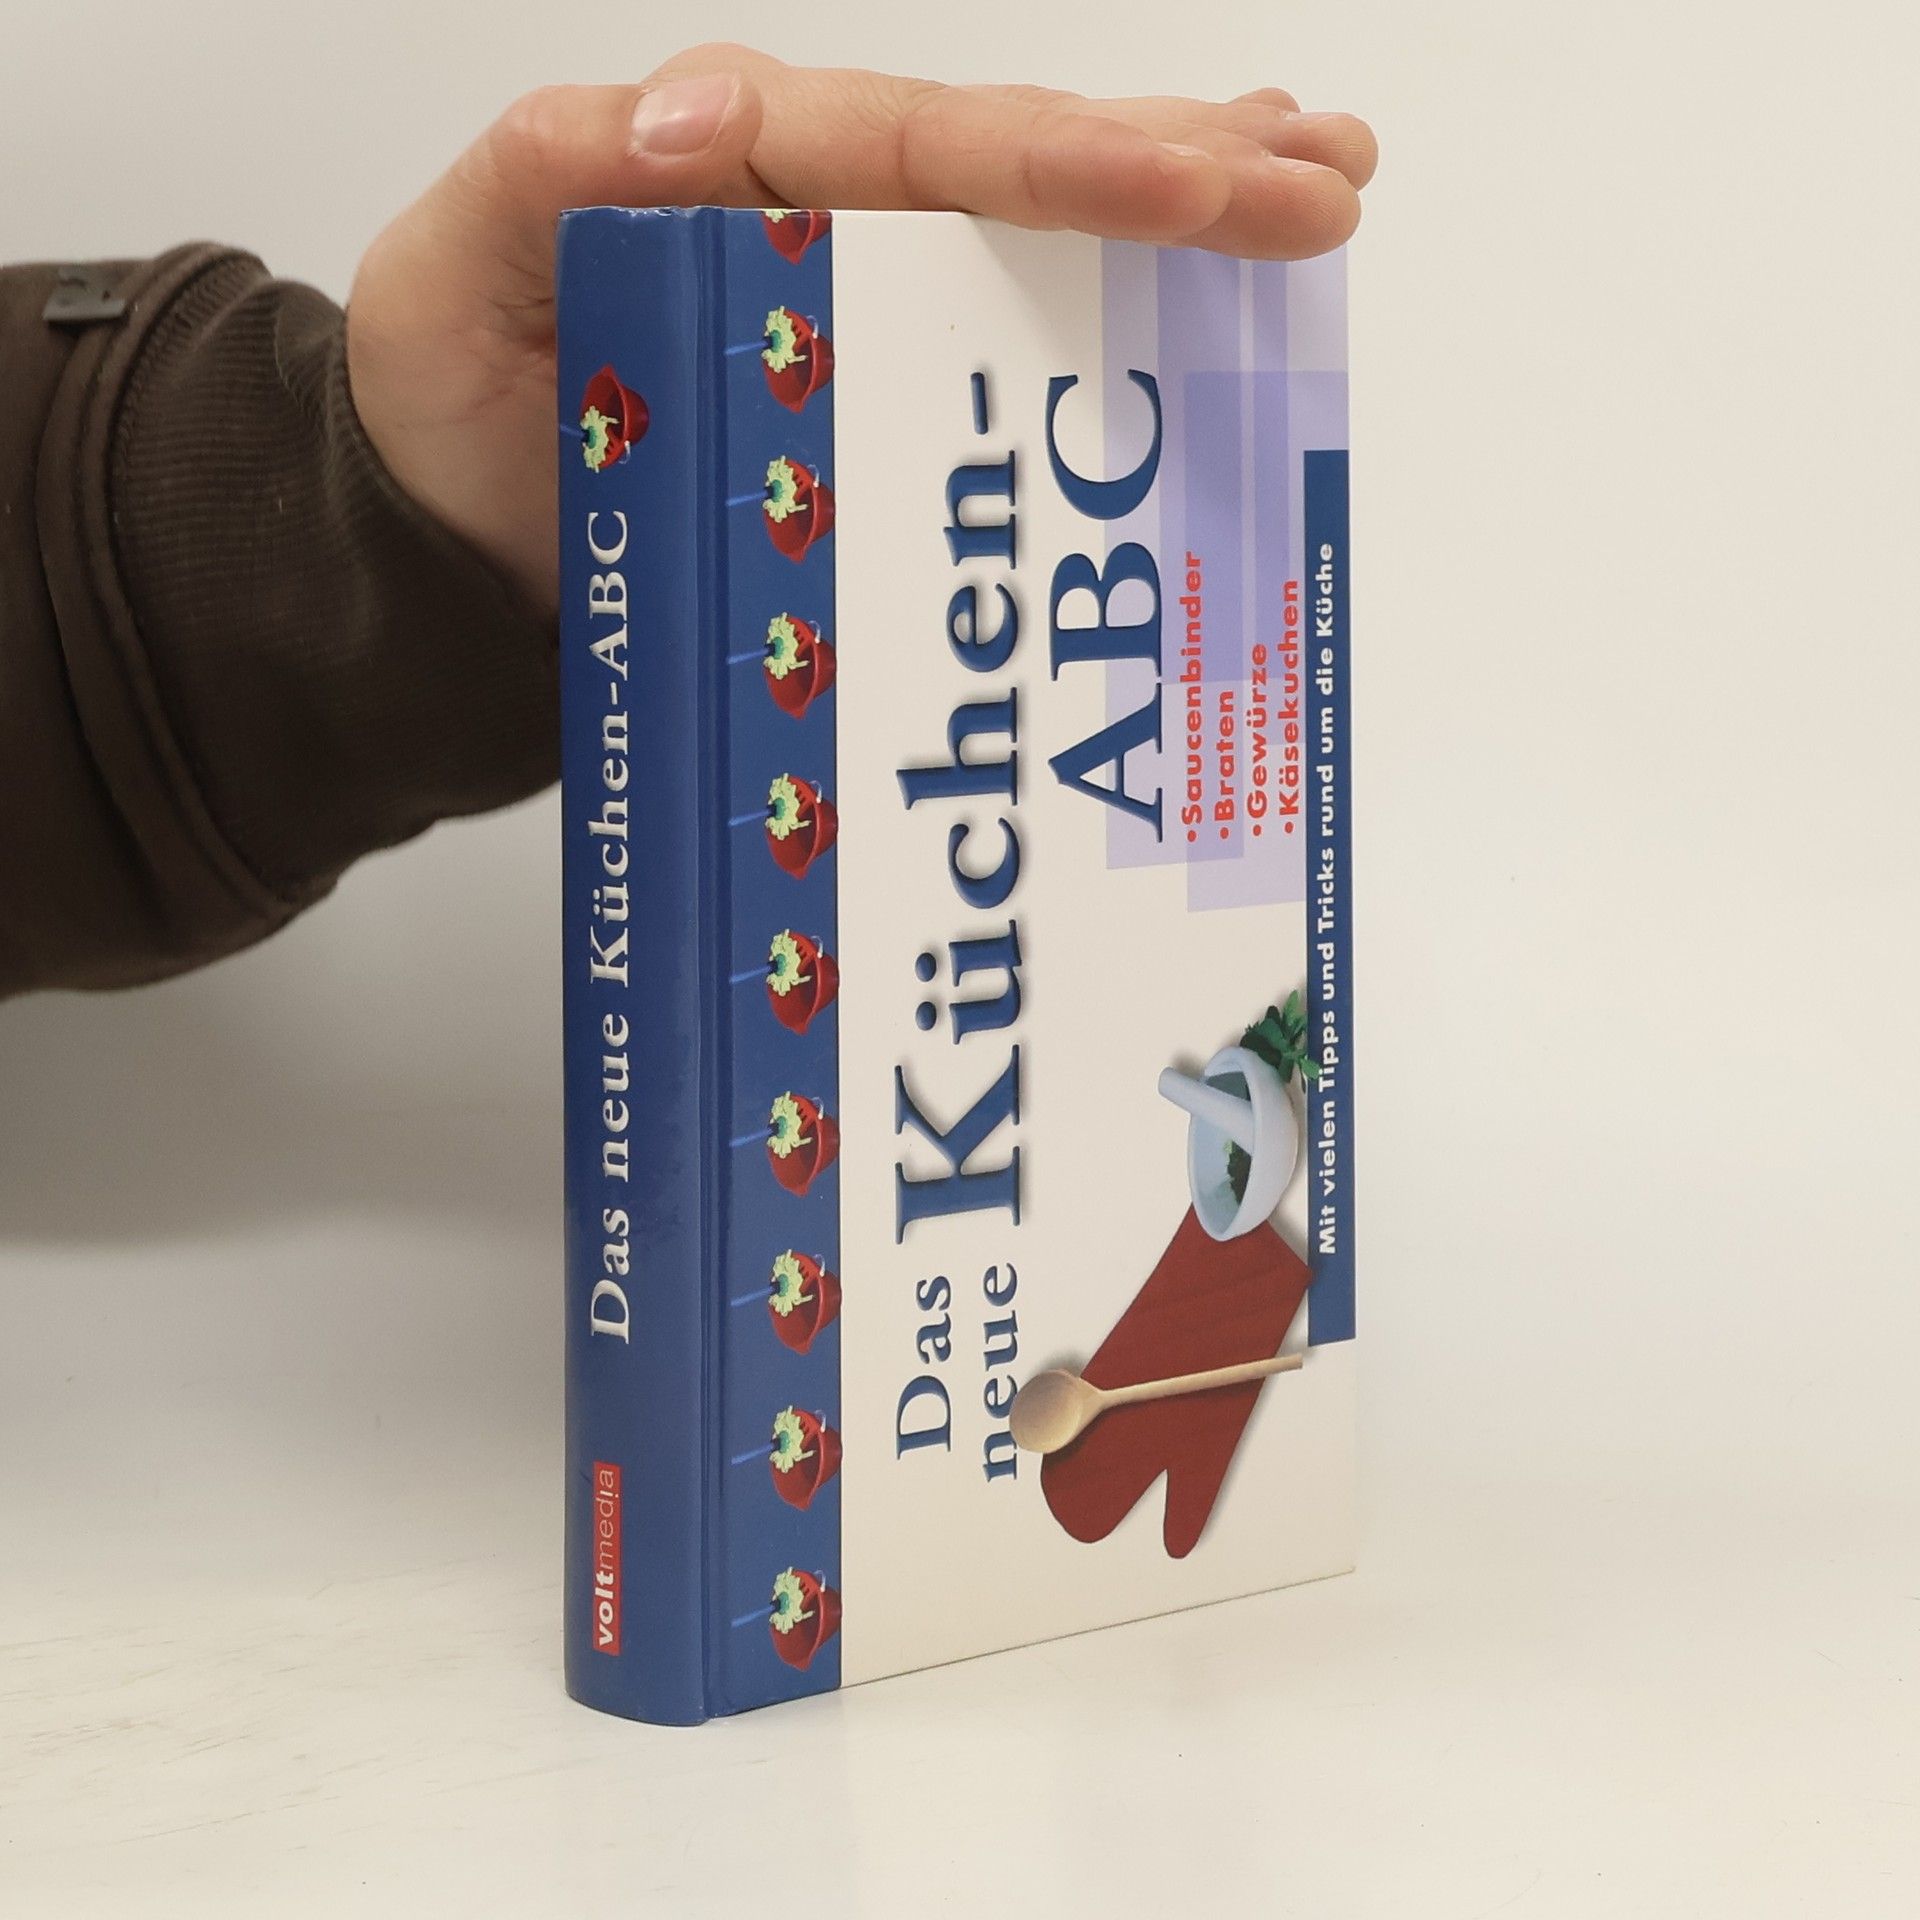 Das neue Küchen-ABC
voltmedia
Das
neue Küchen-
ABC
•Saucenbinder
•Braten
•Gewürze
•Käsekuchen
Mit vielen Tipps und Tricks rund um die Küche